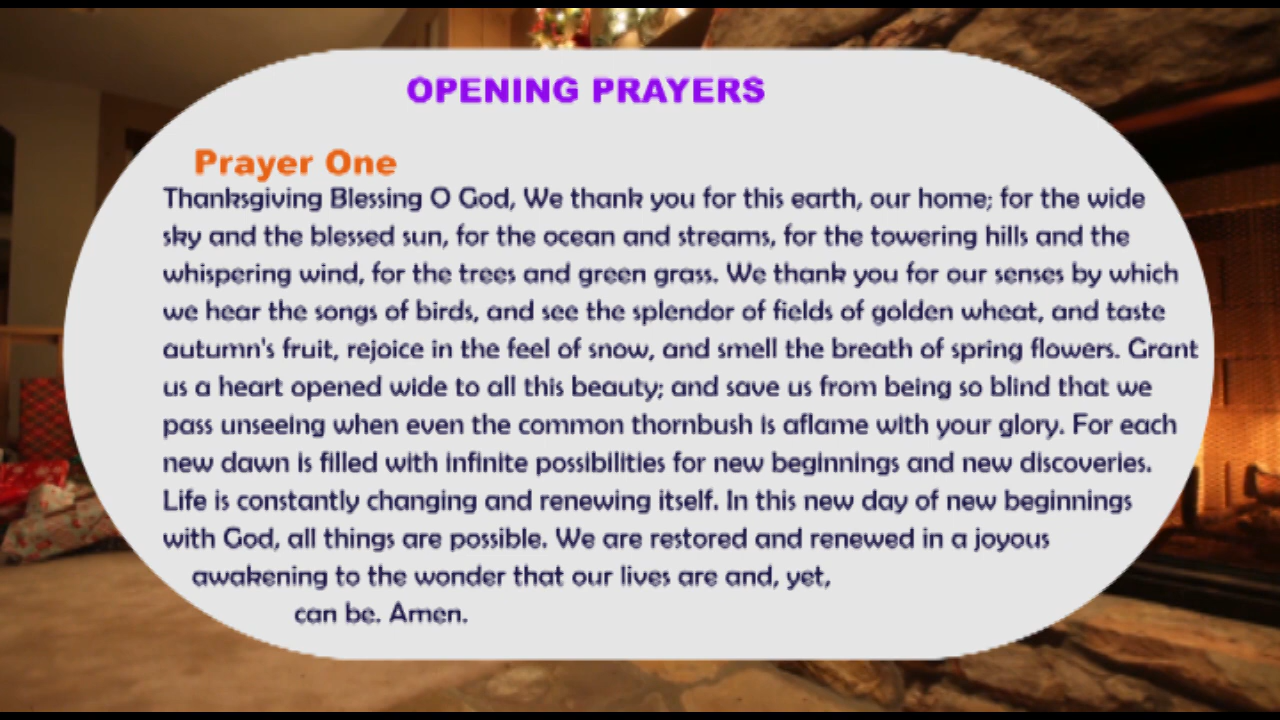 OPENING PRAYERS
Prayer One
Thanksgiving Blessing O God, We thank you for this earth, our home; for the wide
sky and the blessed sun, for the ocean and streams, for the towering hills and the
whispering wind, for the trees and green grass. We thank you for our senses by which
we hear the songs of birds, and see the splendor of fields of golden wheat, and taste
autumn's fruit, rejoice in the feel of snow, and smell the breath of spring flowers. Grant
us a heart opened wide to all this beauty; and save us from being so blind that we
pass unseeing when even the common thornbush is aflame with your glory. For each
new dawn is filled with infinite possibilities for new beginnings and new discoveries.
Life is constantly changing and renewing itself. In this new day of new beginnings
with God, all things are possible. We are restored and renewed in a joyous
awakening to the wonder that our lives are and, yet,
can be. Amen.